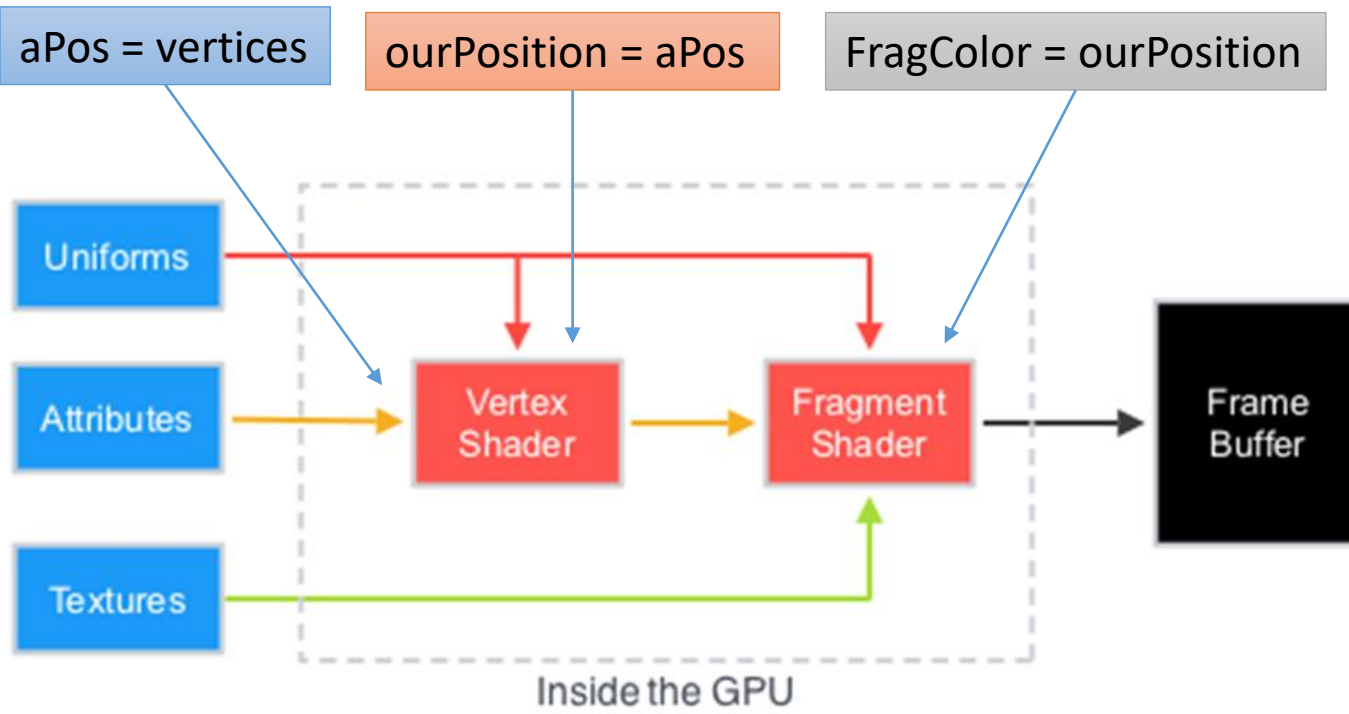 aPos = vertices
ourPosition = aPos
FragColor = ourPosition
Uniforms
Attributes
Vertex
Shader
Fragment
Shader
Frame
Buffer
Textures
Inside the GPU